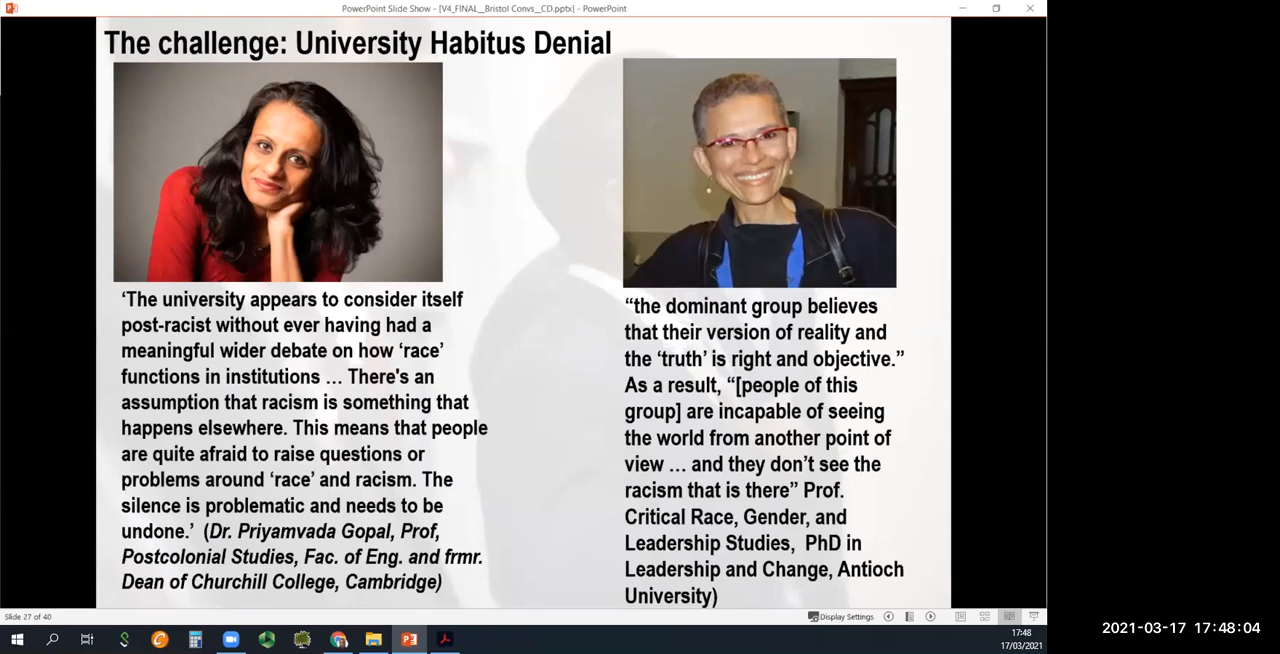 PowerPoint Slide Show - [V4_FINAL__Bristol Convs__CD.pptx] - PowerPoint
The challenge: University Habitus Denial
‘The university appears to consider itself
post-racist without ever having had a
meaningful wider debate on how ‘race’
functions in institutions … There's an
assumption that racism is something that
happens elsewhere. This means that people
are quite afraid to raise questions or
problems around ‘race’ and racism. The
silence is problematic and needs to be
undone.’ (Dr. Priyamvada Gopal, Prof,
Postcolonial Studies, Fac. of Eng. and frmr.
Dean of Churchill College, Cambridge)
“the dominant group believes
that their version of reality and
the ‘truth’ is right and objective.”
As a result, “[people of this
group] are incapable of seeing
the world from another point of
view … and they don’t see the
racism that is there” Prof.
Critical Race, Gender, and
Leadership Studies, PhD in
Leadership and Change, Antioch
University)
Slide 27 of 40
Display Settings
17:48
17/03/2021
2021-03-17 17:48:04